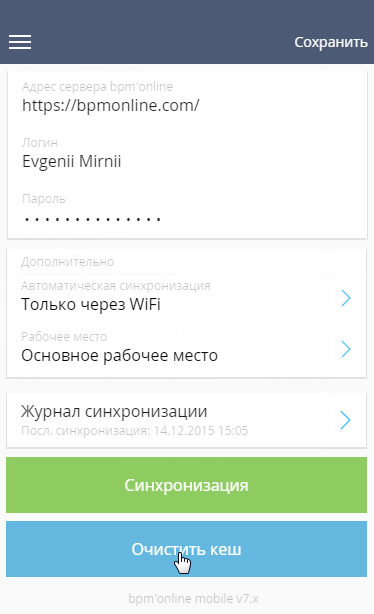 Сохранить
Адрес сервера bpm'online
https://bpmonline.com/
Логин
Evgenii Mirnii
Пароль
••••••••••••••
Дополнительно
Автоматическая синхронизация
Только через WiFi
Рабочее место
Основное рабочее место
Журнал синхронизации
Посл. синхронизация: 14.12.2015 15:05
Синхронизация
Очистить кеш
bpm'online mobile v7.x